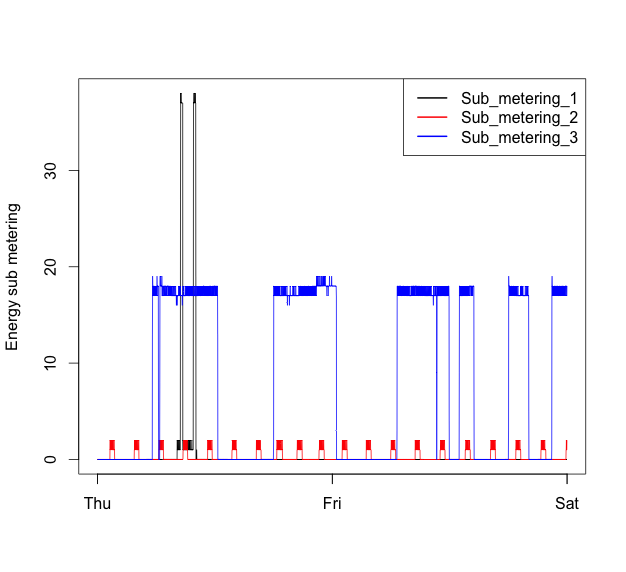 Sub_metering_1
Sub_metering_2
Sub_metering_3
Energy sub metering
30
20
10
0
Thu Fri Sat